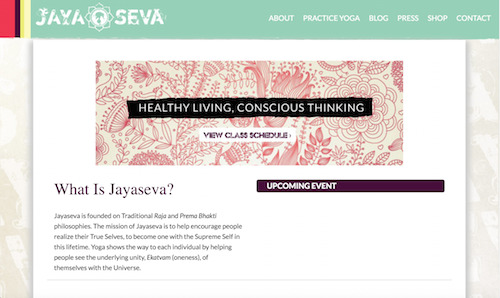 JAYA SEVA
ABOUT PRACTICE YOGA BLOG PRESS SHOP CONTACT
HEALTHY LIVING, CONSCIOUS THINKING
VIEW CLASS SCHEDULE ›
What Is Jayaseva?
UPCOMING EVENT
Jayaseva is founded on Traditional Raja and Prema Bhakti
philosophies. The mission of Jayaseva is to help encourage people
realize their True Selves, to become one with the Supreme Self in
this lifetime. Yoga shows the way to each individual by helping
people see the underlying unity, Ekatvam (oneness), of
themselves with the Universe.